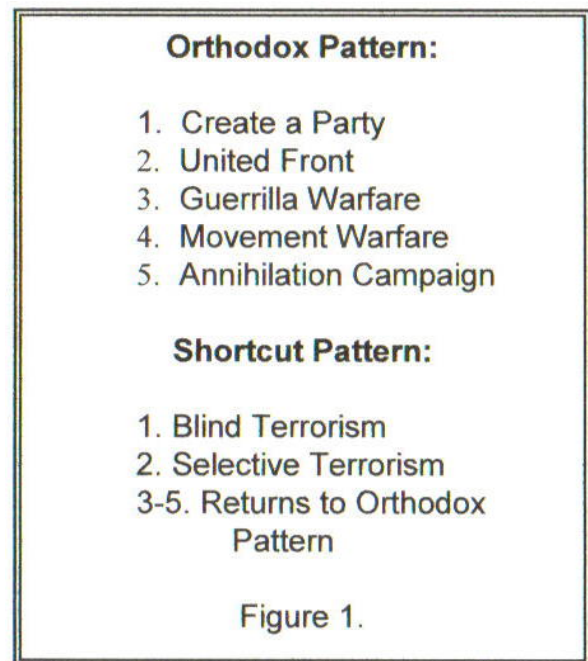 Orthodox Pattern:
1. Create a Party
2. United Front
3. Guerrilla Warfare
4. Movement Warfare
5. Annihilation Campaign
Shortcut Pattern:
1. Blind Terrorism
2. Selective Terrorism
3-5. Returns to Orthodox
Pattern
Figure 1.